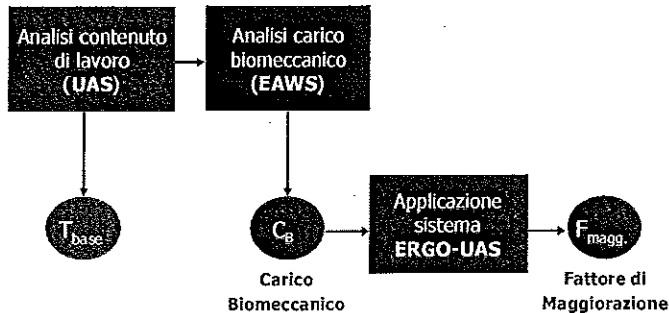 Analisi contenuto
di lavoro
(UAS)
Analisi carico
biomeccanico
(EAWS)
T base
C B
Applicazione
sistema
ERGO-UAS
F magg.
Carico
Biomeccanico
Fattore di
Maggiorazione